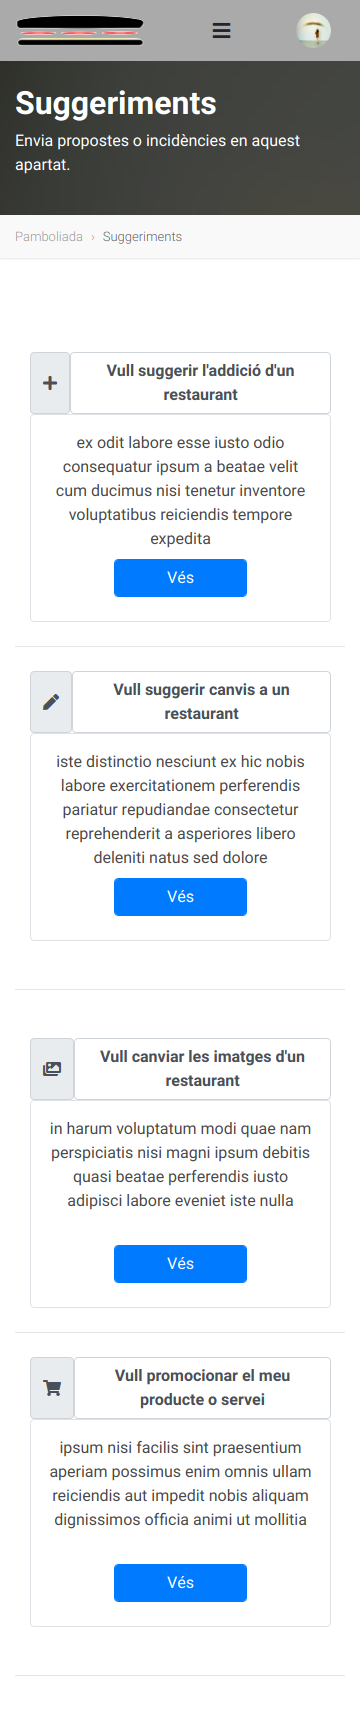 Suggeriments
Envia propostes o incidències en aquest
apartat.
Pamboliada › Suggeriments
Vull suggerir l'addició d'un
restaurant
ex odit labore esse iusto odio
consequatur ipsum a beatae velit
cum ducimus nisi tenetur inventore
voluptatibus reiciendis tempore
expedita
Vés
Vull suggerir canvis a un
restaurant
iste distinctio nesciunt ex hic nobis
labore exercitationem perferendis
pariatur repudiandae consectetur
reprehenderit a asperiores libero
deleniti natus sed dolore
Vés
Vull canviar les imatges d'un
restaurant
in harum voluptatum modi quae nam
perspiciatis nisi magni ipsum debitis
quasi beatae perferendis iusto
adipisci labore eveniet iste nulla
Vés
Vull promocionar el meu
producte o servei
ipsum nisi facilis sint praesentium
aperiam possimus enim omnis ullam
reiciendis aut impedit nobis aliquam
dignissimos officia animi ut mollitia
Vés